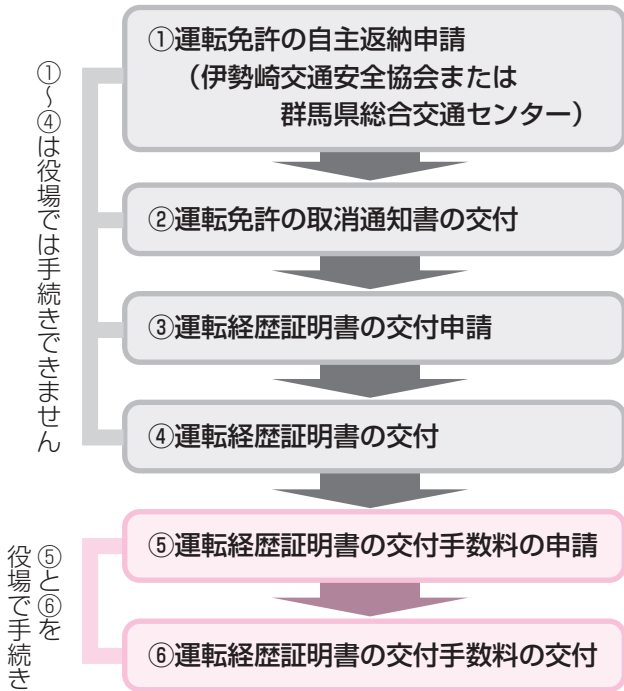 ①運転免許の自主返納申請
（伊勢崎交通安全協会または
群馬県総合交通センター）
②運転免許の取消通知書の交付
③運転経歴証明書の交付申請
④運転経歴証明書の交付
①～④は役場では手続きできません
⑤運転経歴証明書の交付手数料の申請
⑥運転経歴証明書の交付手数料の交付
⑤と⑥を
役場で手続き